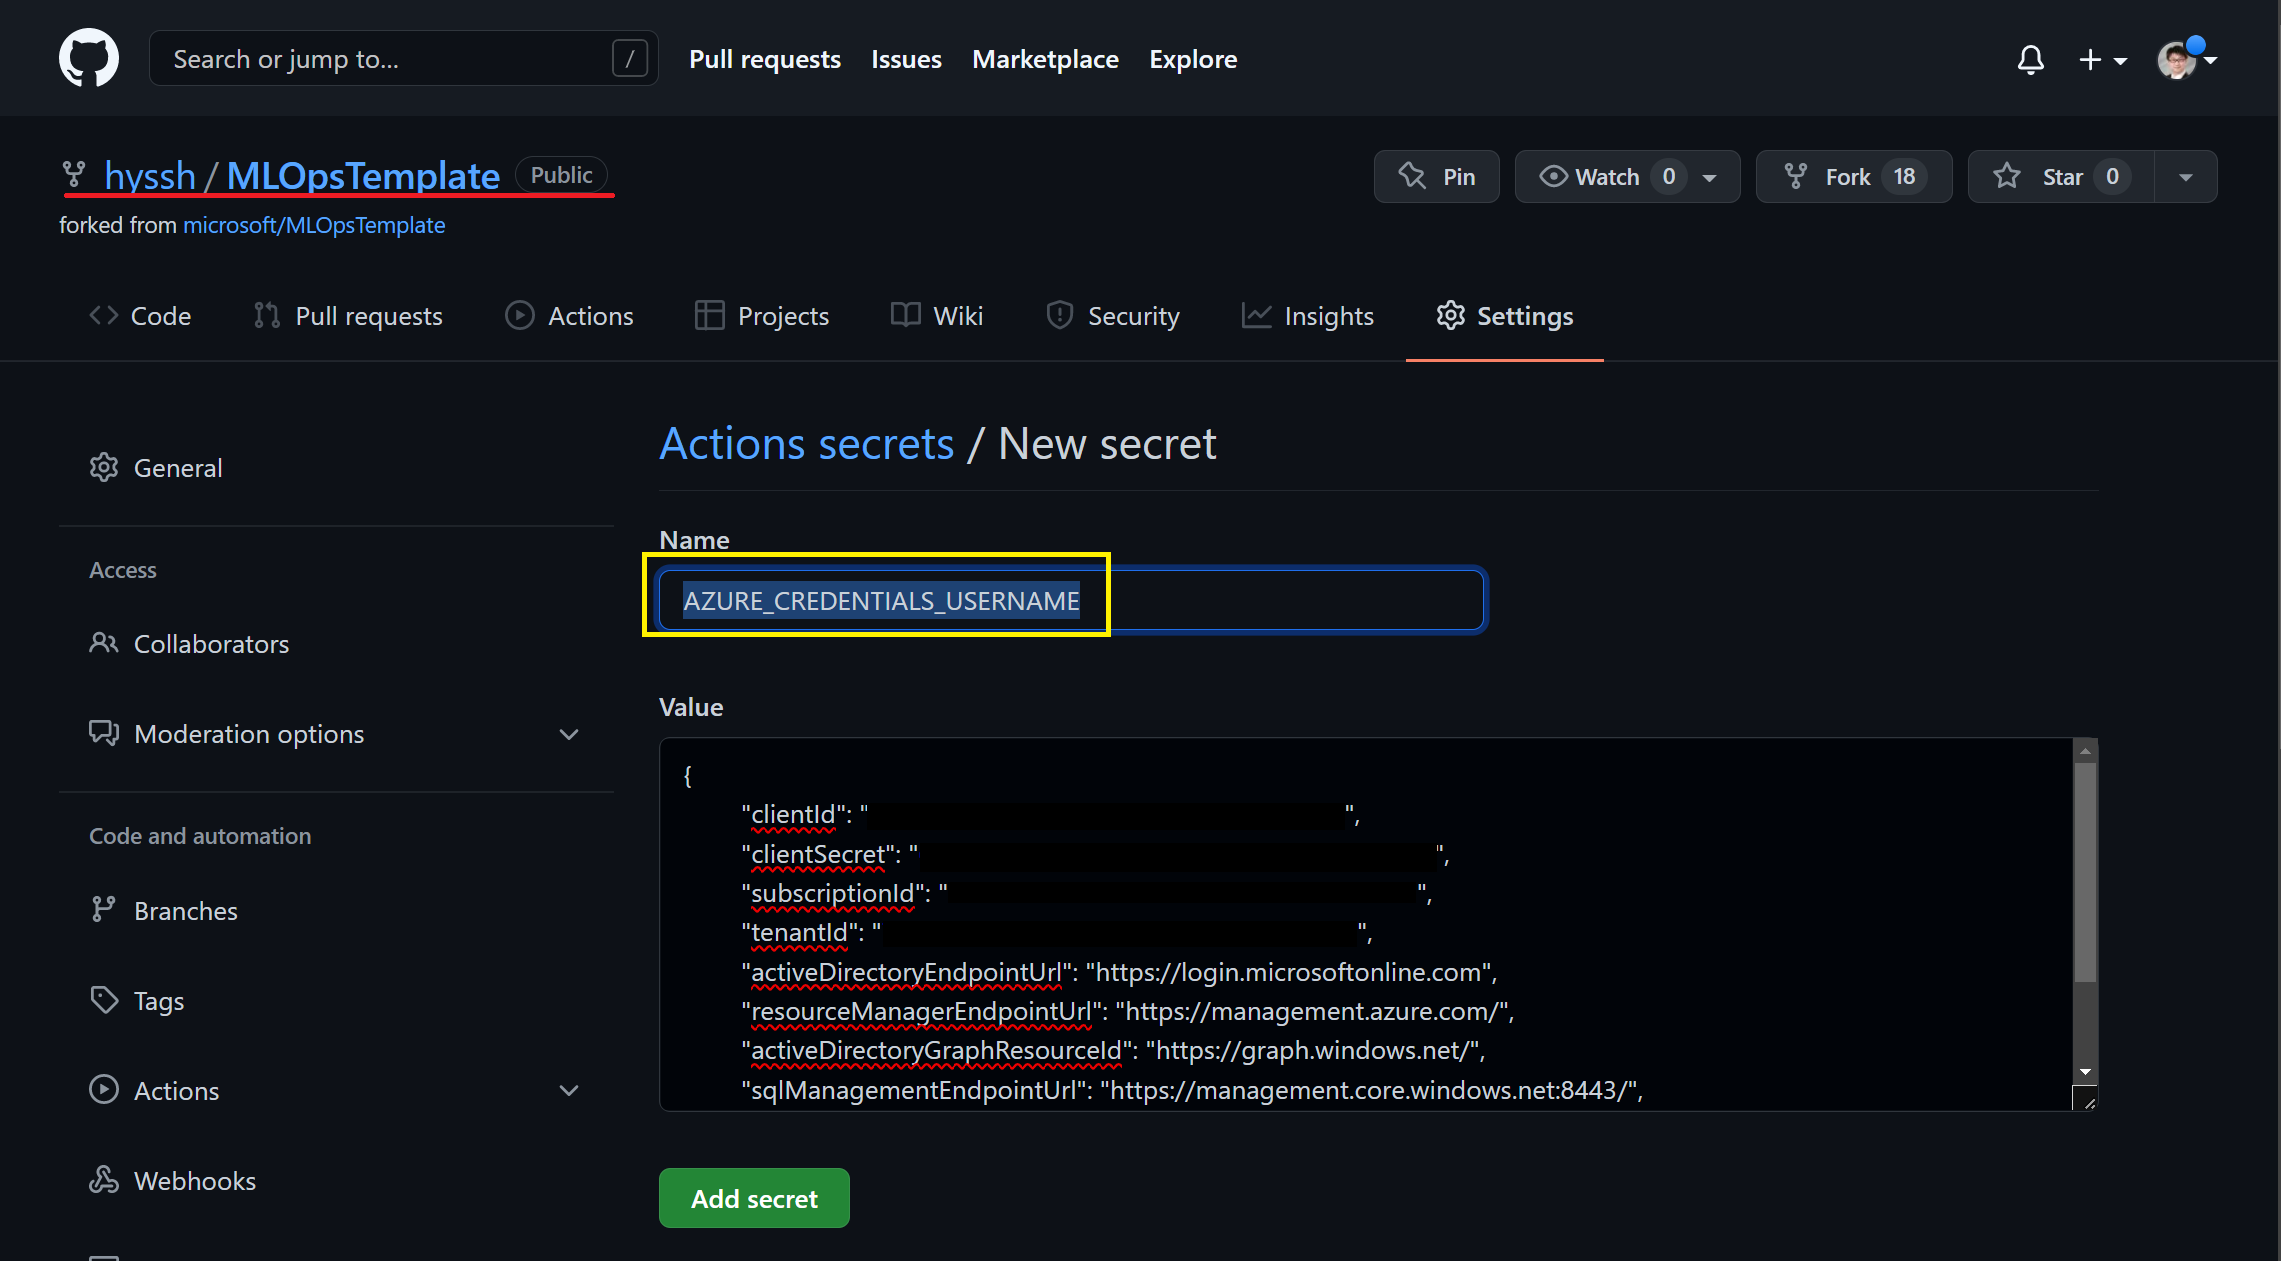 Search or jump to... /
Pull requests Issues Marketplace Explore
hyssh / MLOpsTemplate Public
Pin Watch 0 Fork 18 Star 0
forked from microsoft/MLOpsTemplate
Code Pull requests Actions Projects Wiki Security Insights Settings
General
Access
Collaborators
Moderation options
Code and automation
Branches
Tags
Actions
Webhooks
Actions secrets / New secret
Name
AZURE_CREDENTIALS_USERNAME
Value
{
"clientId": " ",
"clientSecret": " ",
"subscriptionId": " ",
"tenantId": " ",
"activeDirectoryEndpointUrl": "https://login.microsoftonline.com",
"resourceManagerEndpointUrl": "https://management.azure.com/",
"activeDirectoryGraphResourceId": "https://graph.windows.net/",
"sqlManagementEndpointUrl": "https://management.core.windows.net:8443/",
Add secret